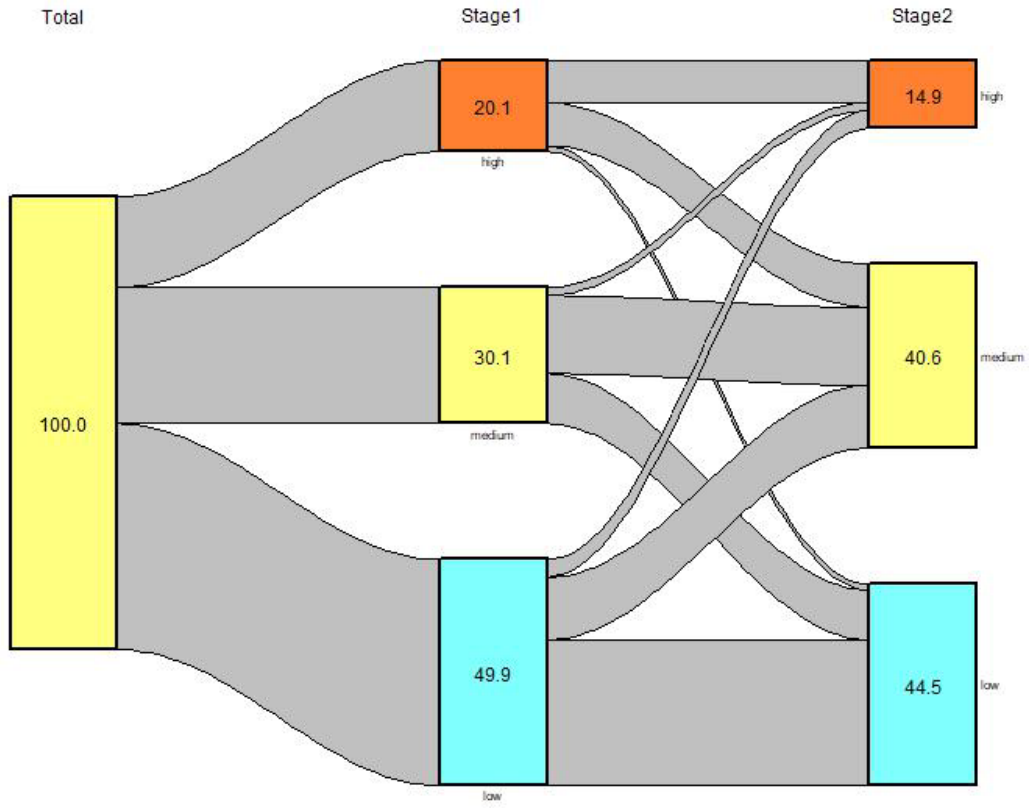 Total
Stage1
Stage2
20.1
high
14.9
high
100.0
30.1
medium
40.6
medium
49.9
low
44.5
low